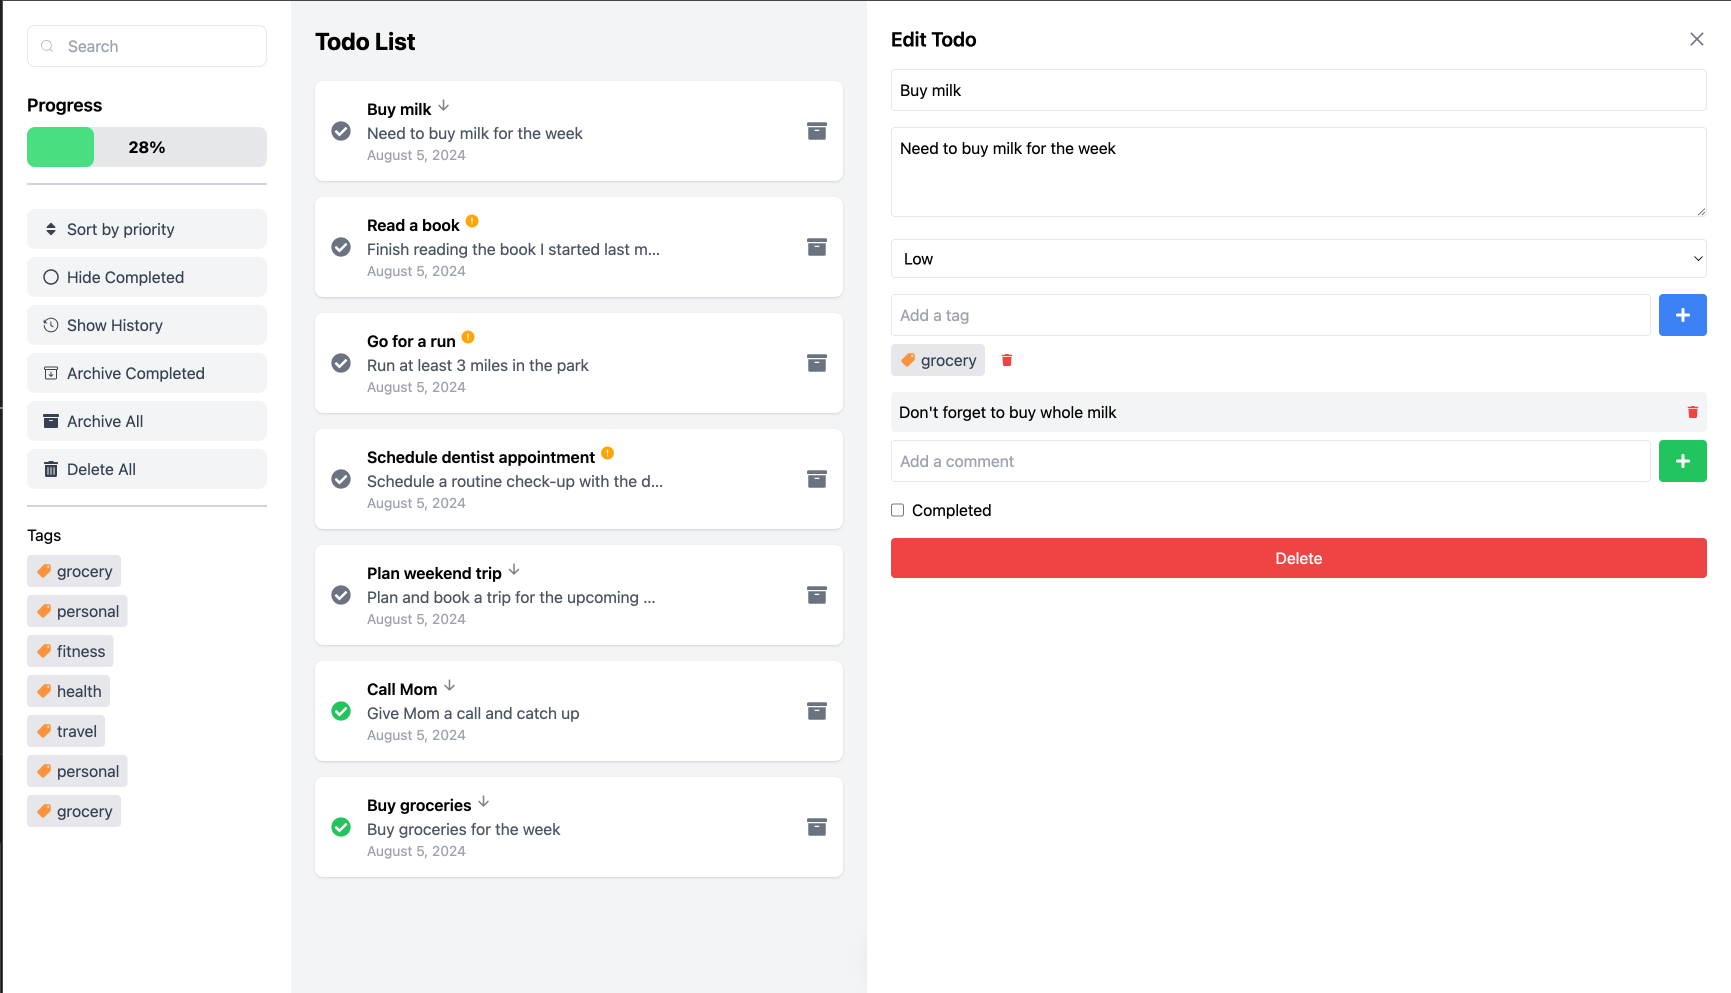 Search
Progress
28%
Sort by priority
Hide Completed
Show History
Archive Completed
Archive All
Delete All
Tags
grocery
personal
fitness
health
travel
personal
grocery
Todo List
Buy milk
Need to buy milk for the week
August 5, 2024
Read a book
Finish reading the book I started last m...
August 5, 2024
Go for a run
Run at least 3 miles in the park
August 5, 2024
Schedule dentist appointment
Schedule a routine check-up with the d...
August 5, 2024
Plan weekend trip
Plan and book a trip for the upcoming ...
August 5, 2024
Call Mom
Give Mom a call and catch up
August 5, 2024
Buy groceries
Buy groceries for the week
August 5, 2024
Edit Todo
Buy milk
Need to buy milk for the week
Low
Add a tag
grocery
Don't forget to buy whole milk
Add a comment
Completed
Delete